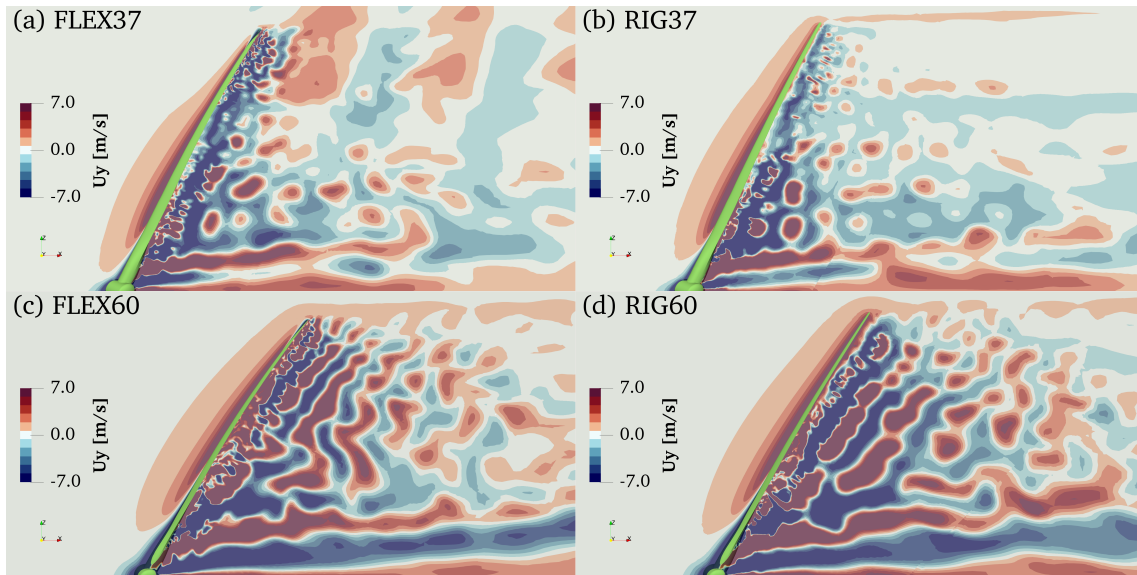 (a) FLEX37
(b) RIG37
7.0
0.0
-7.0
Uy [m/s]
7.0
0.0
-7.0
Uy [m/s]
Z
Y
X
Z
Y
X
(c) FLEX60
(d) RIG60
7.0
0.0
-7.0
Uy [m/s]
7.0
0.0
-7.0
Uy [m/s]
Z
Y
X
Z
Y
X